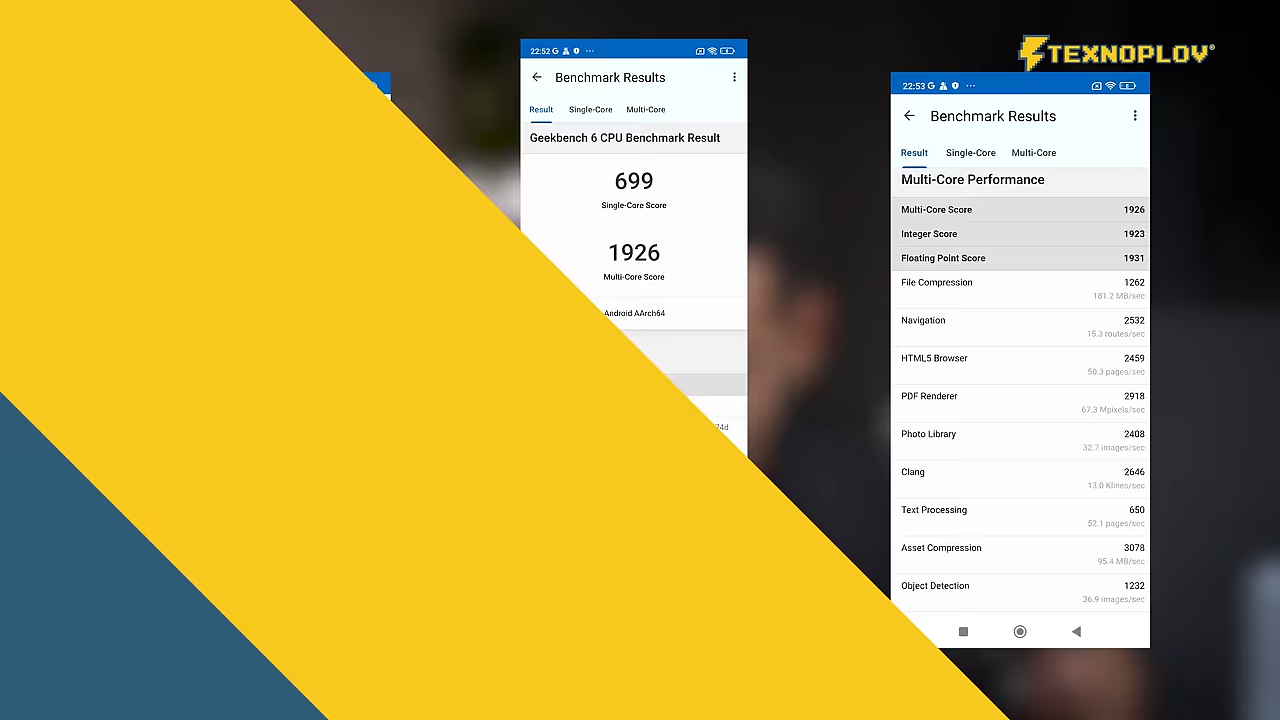 TEXNOPLOV®
22:52 G
Benchmark Results
Result Single-Core Multi-Core
Geekbench 6 CPU Benchmark Result
699
Single-Core Score
1926
Multi-Core Score
Android AArch64
74d
22:53 G
Benchmark Results
Result Single-Core Multi-Core
Multi-Core Performance
Multi-Core Score 1926
Integer Score 1923
Floating Point Score 1931
File Compression 1262
181.2 MB/sec
Navigation 2532
15.3 routes/sec
HTML5 Browser 2459
50.3 pages/sec
PDF Renderer 2918
67.3 Mpixels/sec
Photo Library 2408
32.7 images/sec
Clang 2646
13.0 Klines/sec
Text Processing 650
52.1 pages/sec
Asset Compression 3078
95.4 MB/sec
Object Detection 1232
36.9 images/sec